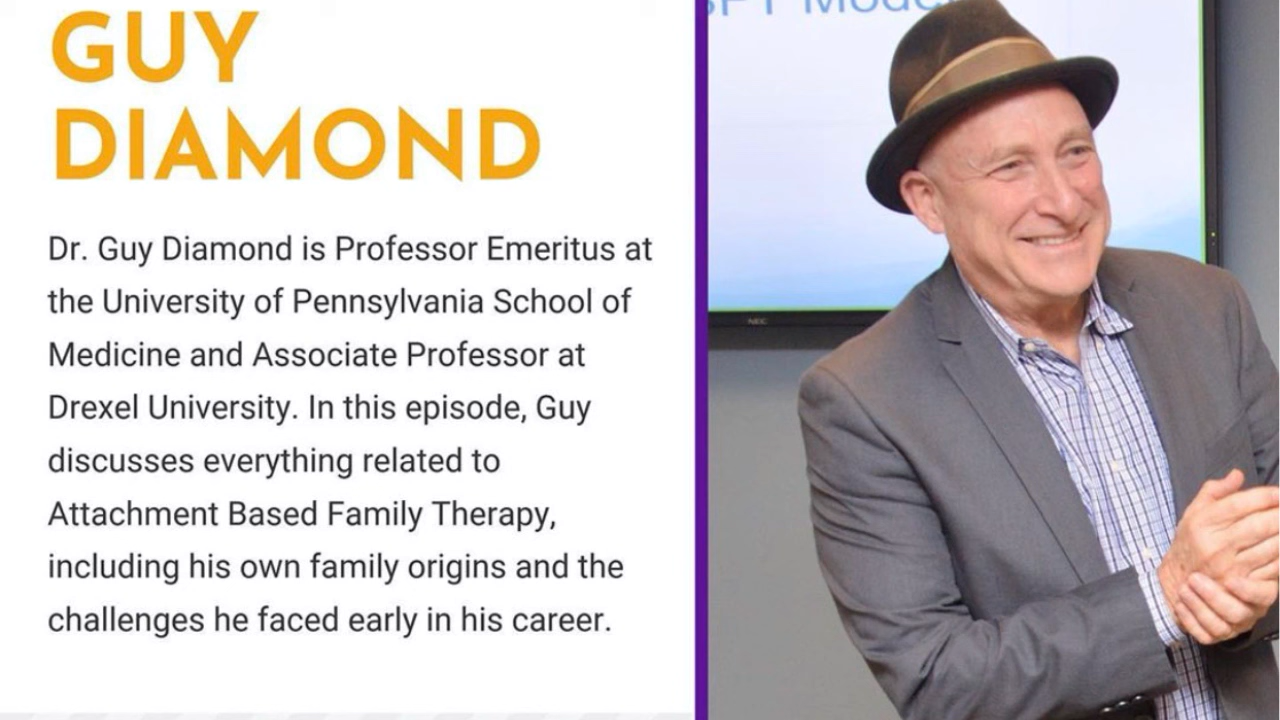 GUY
DIAMOND
Dr. Guy Diamond is Professor Emeritus at
the University of Pennsylvania School of
Medicine and Associate Professor at
Drexel University. In this episode, Guy
discusses everything related to
Attachment Based Family Therapy,
including his own family origins and the
challenges he faced early in his career.
NEC